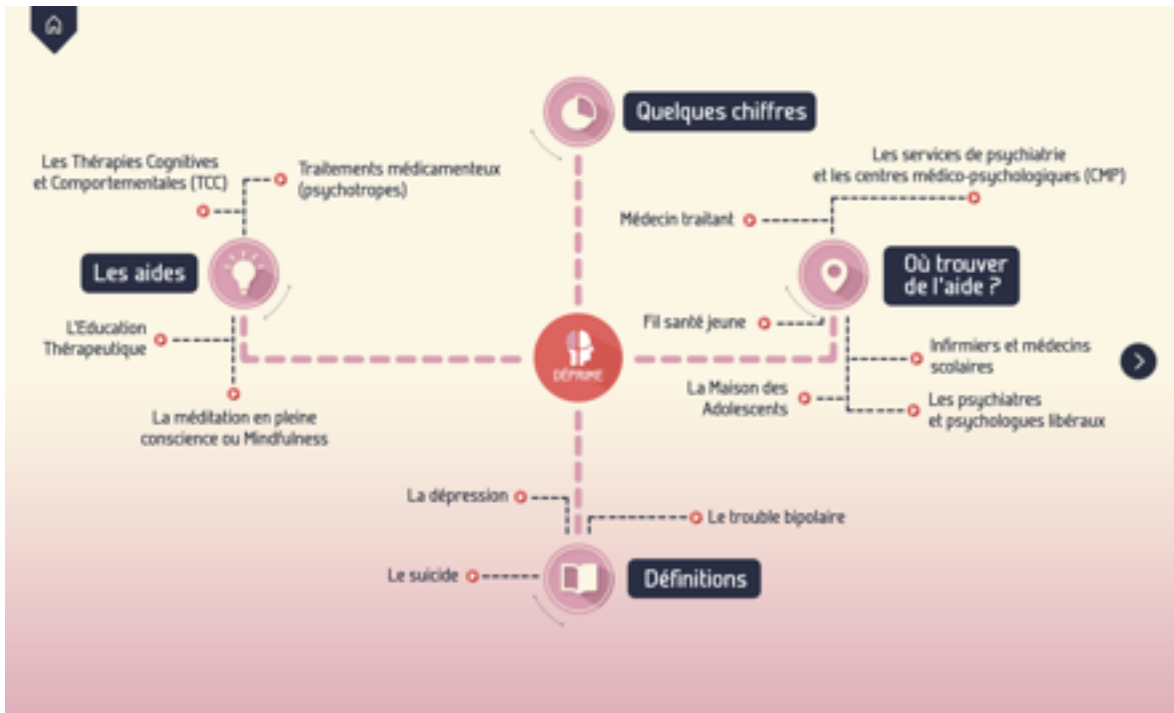 Quelques chiffres
Les Thérapies Cognitives
et Comportementales (TCC)
Traitements médicamenteux
(psychotropes)
Les aides
L'Education
Thérapeutique
La méditation en pleine
conscience ou Mindfulness
Les services de psychiatrie
et les centres médico-psychologiques (CMP)
Médecin traitant
Où trouver
de l'aide ?
Fil santé jeune
Infirmiers et médecins
scolaires
La Maison des
Adolescents
Les psychiatres
et psychologues libéraux
DÉPRIME
La dépression
Le trouble bipolaire
Le suicide
Définitions